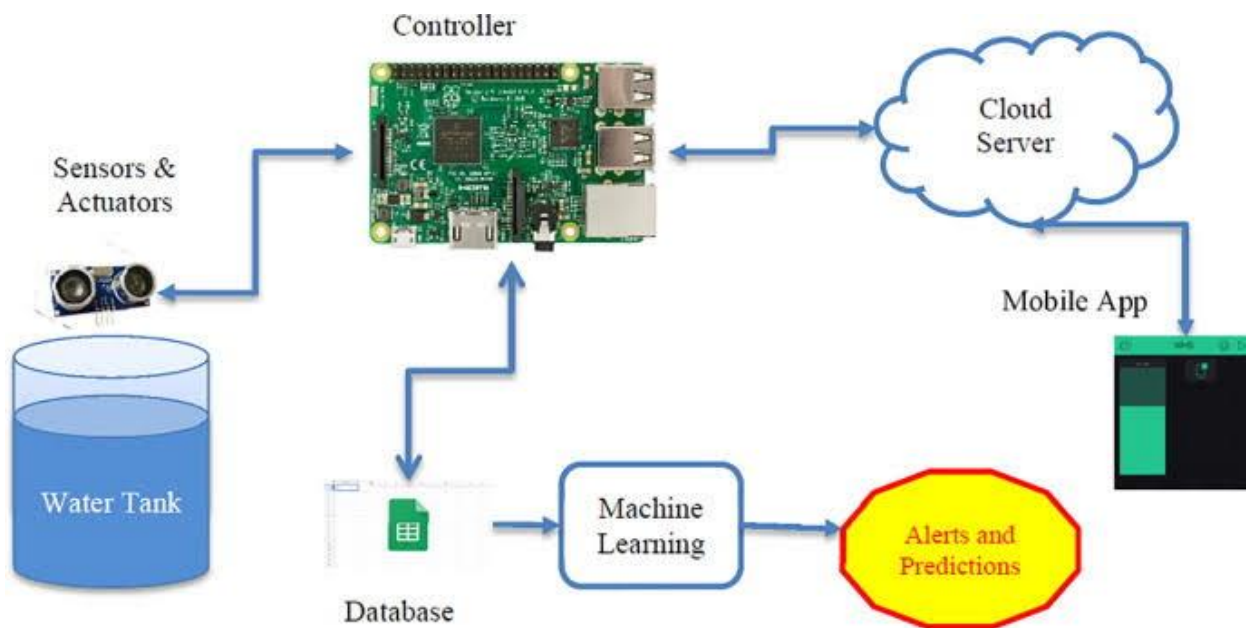 Controller
Cloud
Server
Sensors &
Actuators
Mobile App
Water Tank
Machine
Learning
Alerts and
Predictions
Database